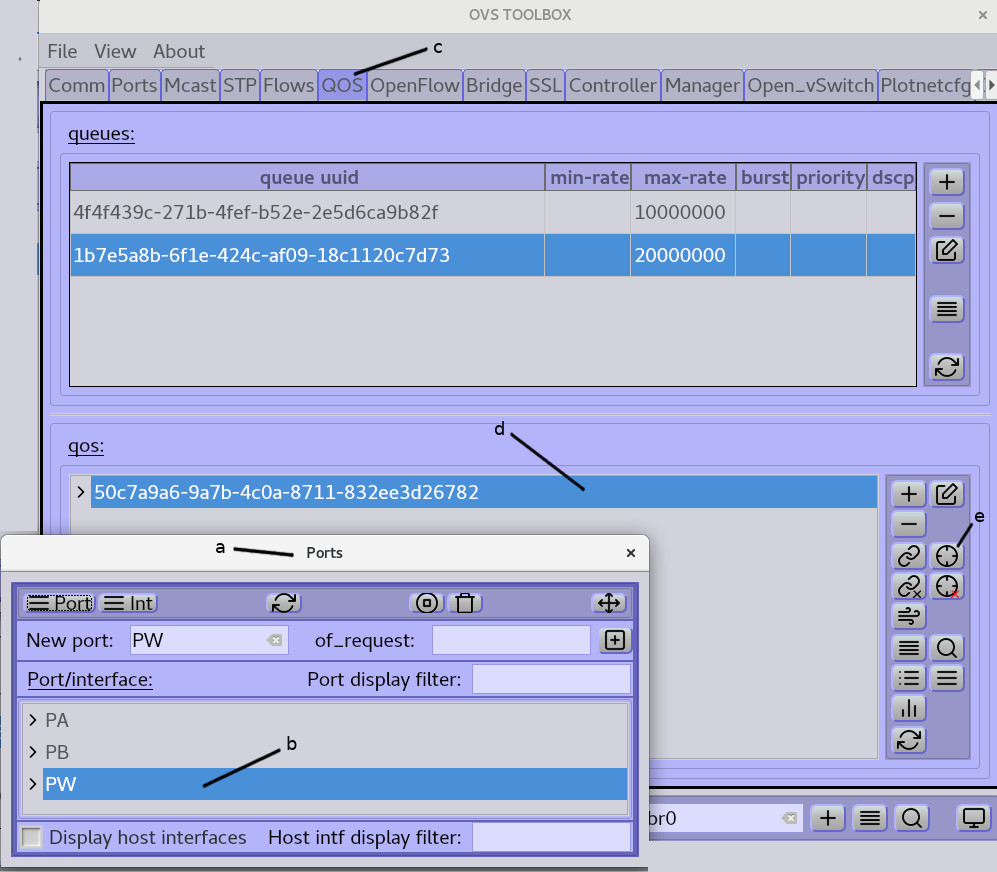 OVS TOOLBOX ×
File View About
c
Comm Ports Mcast STP Flows QOS OpenFlow Bridge SSL Controller Manager Open_vSwitch Plotnetcfg
queues:
queue uuid min-rate max-rate burst priority dscp
4f4f439c-271b-4fef-b52e-2e5d6ca9b82f 10000000
1b7e5a8b-6f1e-424c-af09-18c1120c7d73 20000000
d
qos:
50c7a9a6-9a7b-4c0a-8711-832ee3d26782
e
a Ports ×
Port Int
New port: PW of_request:
Port/interface: Port display filter:
PA
b
PB
PW
Display host interfaces Host intf display filter:
br0